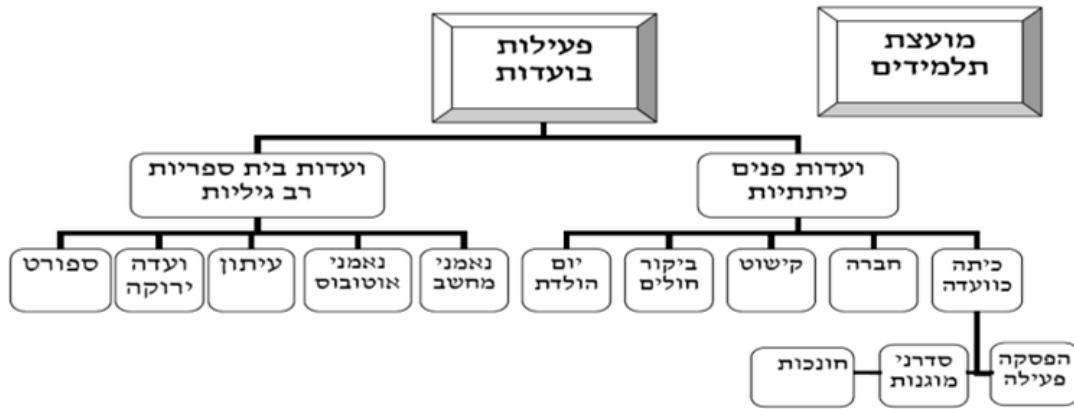 מועצת
תלמידים
פעילות
בועדות
ועדות פנים
כיתתיות
ועדות בית ספריות
רב גיליות
כיתה
כוועדה
חברה
קישוט
ביקור
חולים
יום
הולדת
נאמני
מחשב
נאמני
אוטובוס
עיתון
ועדה
ירוקה
ספורט
הפסקה
פעילה
סדרני
מוגנות
חונכות